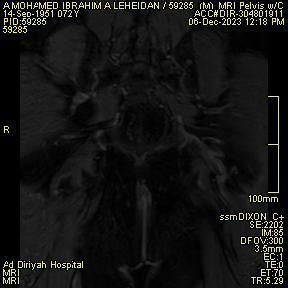 A MOHAMED IBRAHIM A LEHEIDAN / 59285 (M) MRI Pelvis w/C
14-Sep-1951 072Y ACC#DIR-304801911
PID:59285 06-Dec-2023 12:18 PM
59285
R
100mm
ssmDIXON_C+
SE:2202
IM:85
DFOV:300
3.5mm
Ad Diriyah Hospital EC:1
MRI TE:0
MRI ET:70
TR:5.29